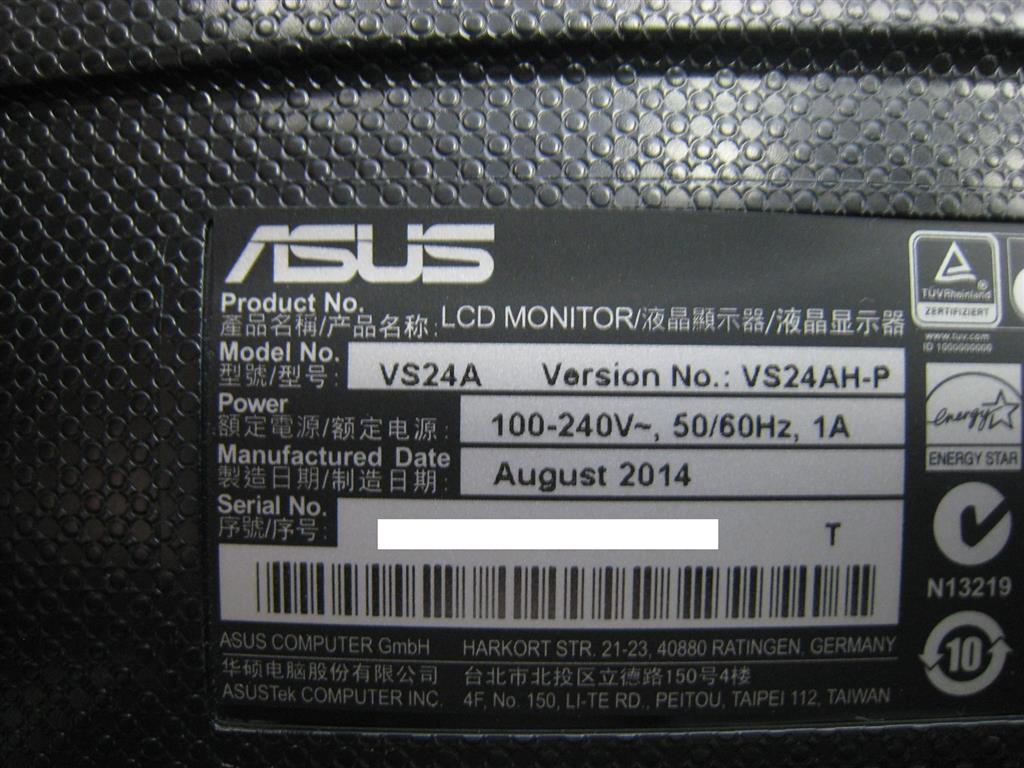 ASUS
Product No.
產品名稱/产品名称: LCD MONITOR/液晶顯示器/液晶显示器
Model No.
型號/型号: VS24A Version No.: VS24AH-P
Power
額定電源/额定电源: 100-240V~, 50/60Hz, 1A
Manufactured Date
製造日期/制造日期: August 2014
Serial No.
序號/序号: T
ASUS COMPUTER GmbH HARKORT STR. 21-23, 40880 RATINGEN, GERMANY
华硕电脑股份有限公司 台北市北投区立德路150号4楼
ASUSTek COMPUTER INC. 4F, No. 150, LI-TE RD., PEITOU, TAIPEI 112, TAIWAN
TÜVRheinland ®
ZERTIFIZIERT
www.tuv.com
ID 1000000000
energy
ENERGY STAR
N13219
10